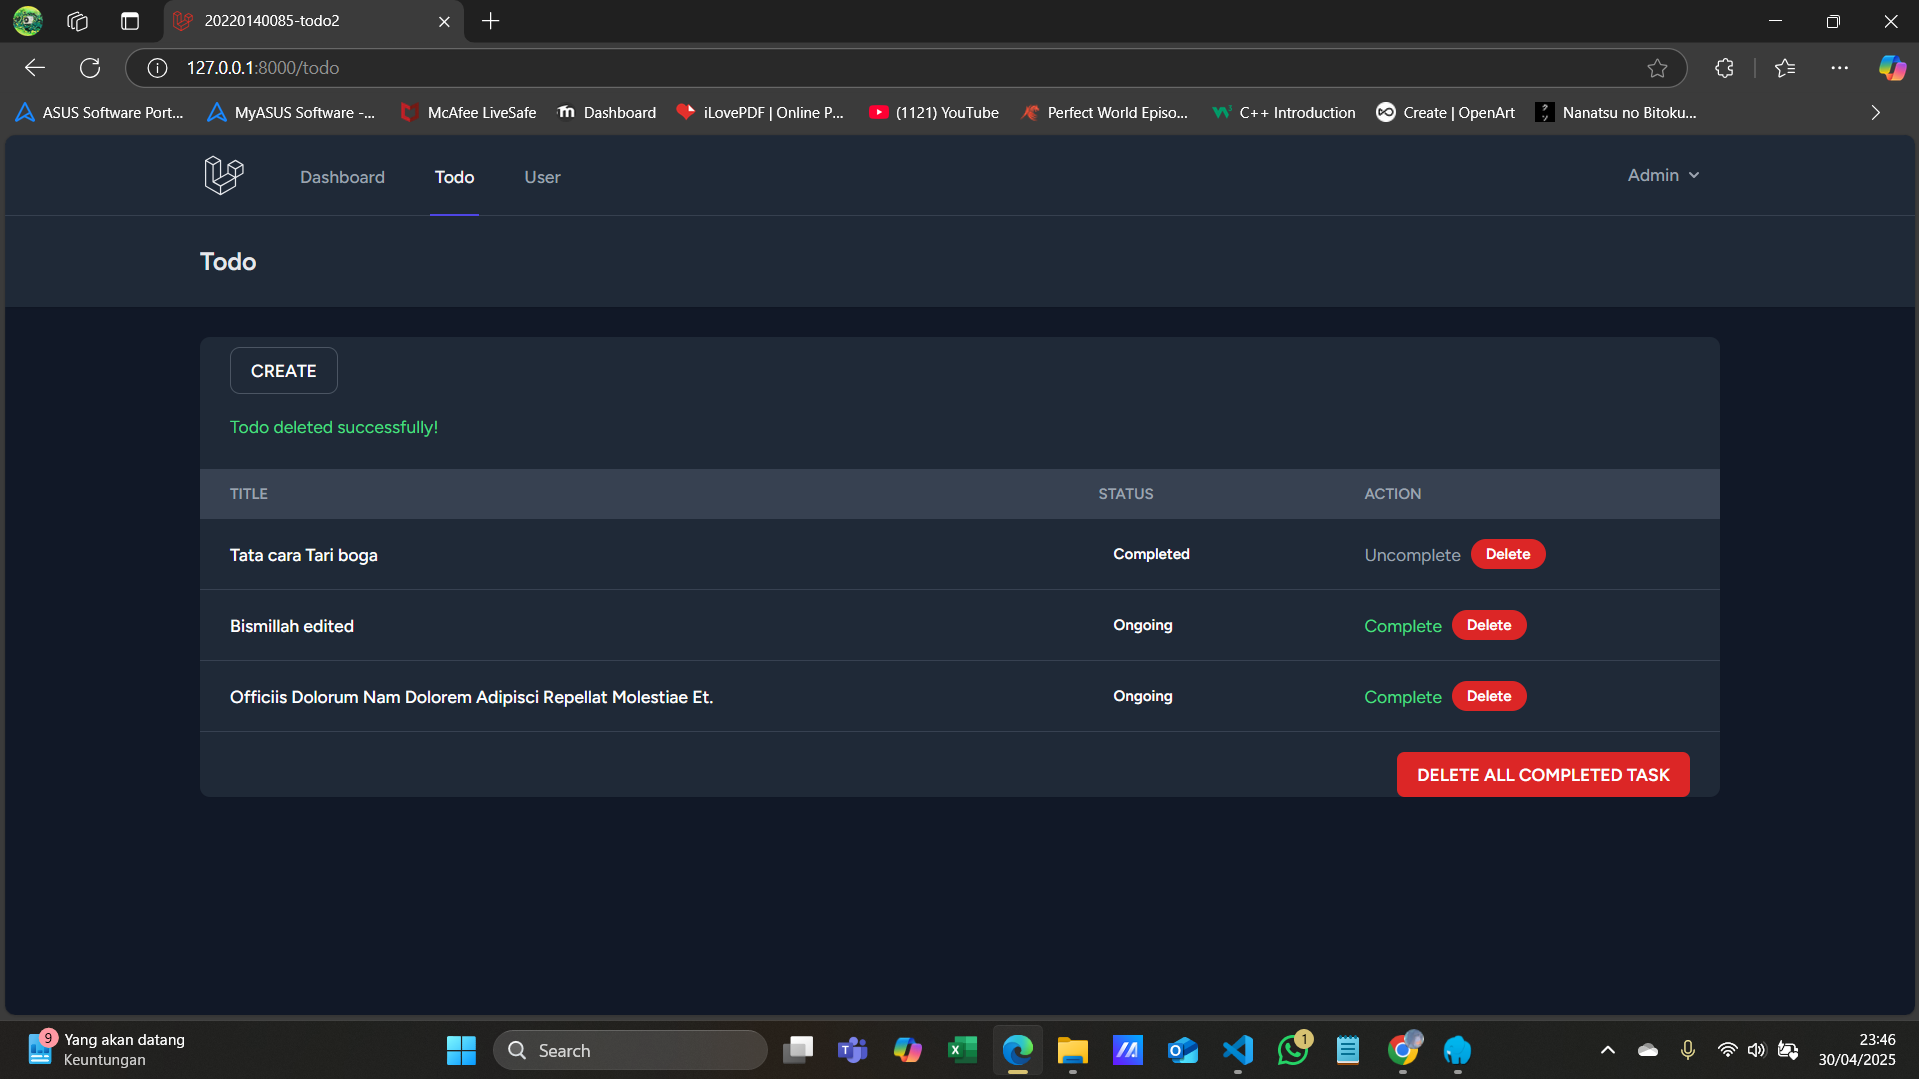 20220140085-todo2
127.0.0.1:8000/todo
ASUS Software Port... MyASUS Software -... McAfee LiveSafe Dashboard iLovePDF | Online P... (1121) YouTube Perfect World Episo... C++ Introduction Create | OpenArt Nanatsu no Bitoku...
Dashboard Todo User Admin
Todo
CREATE
Todo deleted successfully!
TITLE STATUS ACTION
Tata cara Tari boga Completed Uncomplete Delete
Bismillah edited Ongoing Complete Delete
Officiis Dolorum Nam Dolorem Adipisci Repellat Molestiae Et. Ongoing Complete Delete
DELETE ALL COMPLETED TASK
9 Yang akan datang
Keuntungan
Search
1
23:46
30/04/2025